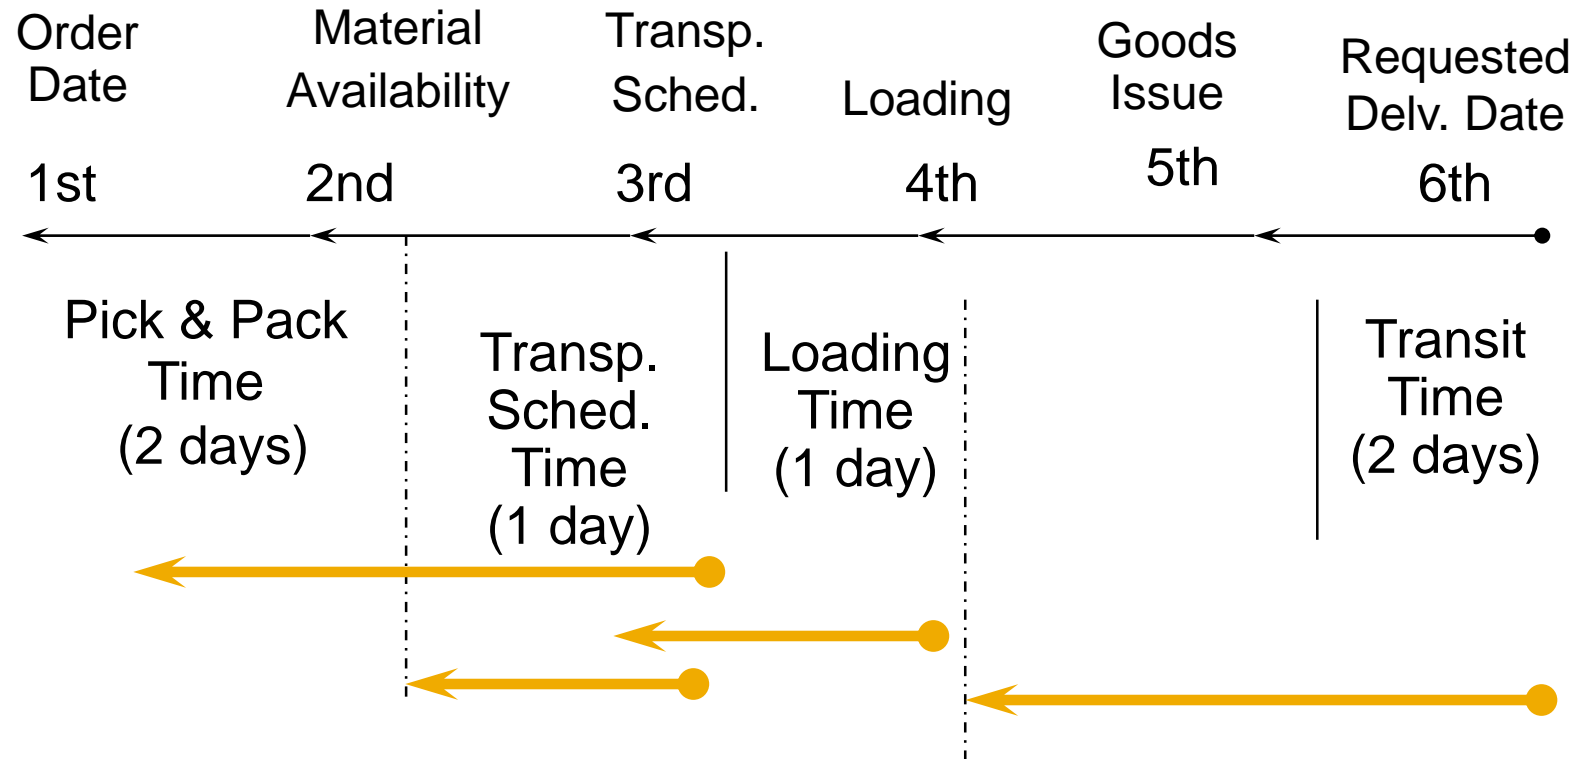 Order
Date
Material
Availability
Transp.
Sched.
Loading
Goods
Issue
Requested
Delv. Date
1st
2nd
3rd
4th
5th
6th
Pick & Pack
Time
(2 days)
Transp.
Sched.
Time
(1 day)
Loading
Time
(1 day)
Transit
Time
(2 days)